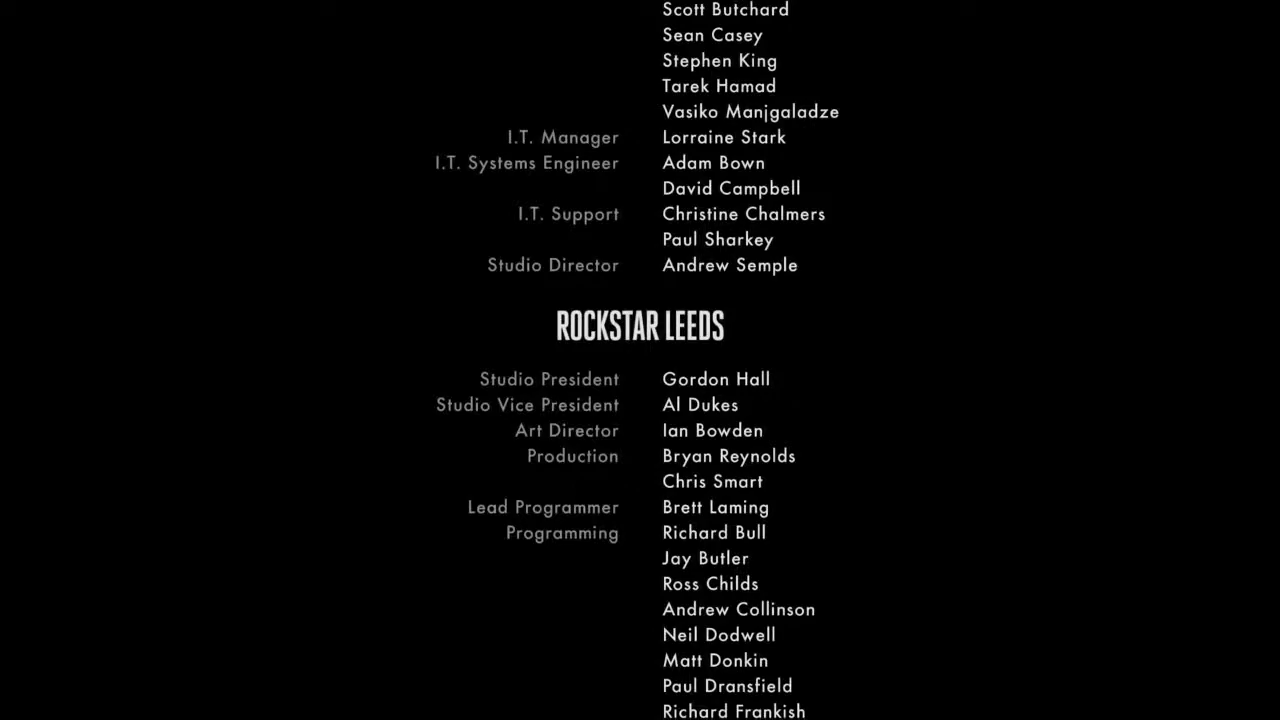 Scott Butchard
Sean Casey
Stephen King
Tarek Hamad
Vasiko Manjgaladze
I.T. Manager Lorraine Stark
I.T. Systems Engineer Adam Bown
David Campbell
I.T. Support Christine Chalmers
Paul Sharkey
Studio Director Andrew Semple
ROCKSTAR LEEDS
Studio President Gordon Hall
Studio Vice President Al Dukes
Art Director Ian Bowden
Production Bryan Reynolds
Chris Smart
Lead Programmer Brett Laming
Programming Richard Bull
Jay Butler
Ross Childs
Andrew Collinson
Neil Dodwell
Matt Donkin
Paul Dransfield
Richard Frankish